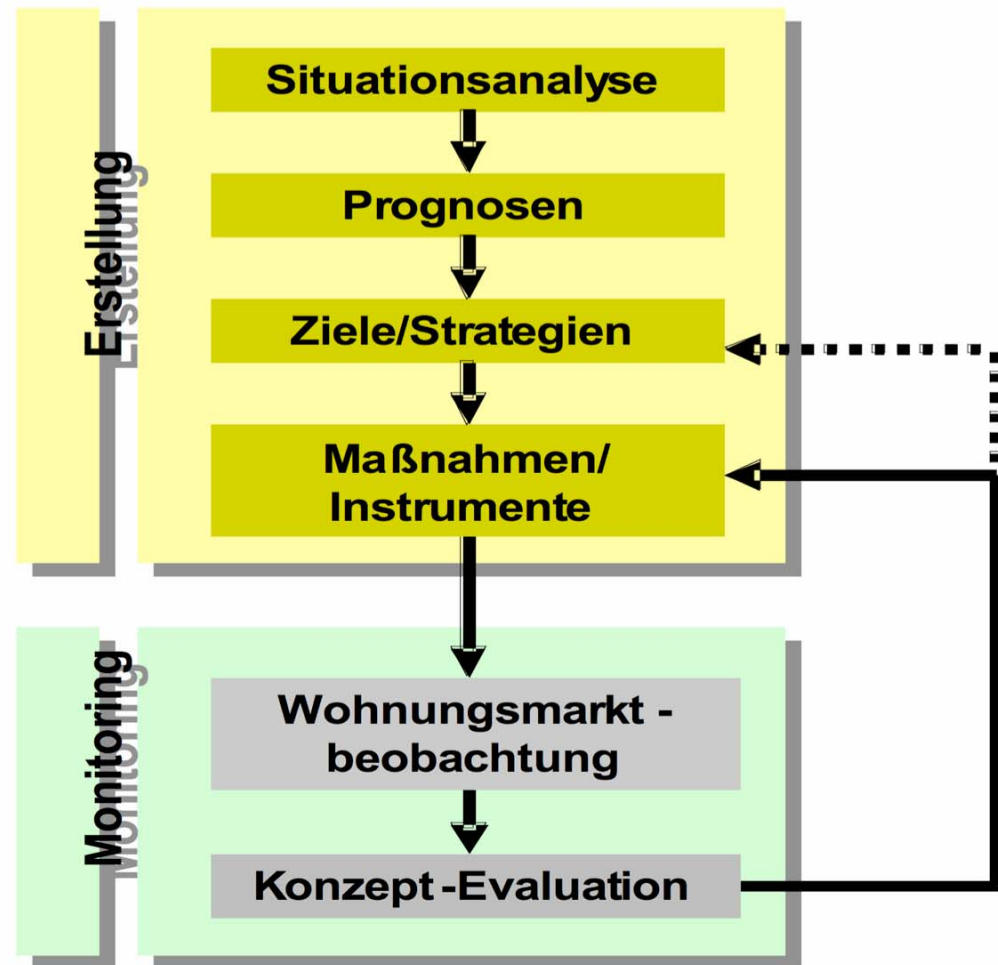 Erstellung
Situationsanalyse
Prognosen
Ziele/Strategien
Maßnahmen/
Instrumente
Monitoring
Wohnungsmarkt -
beobachtung
Konzept -Evaluation